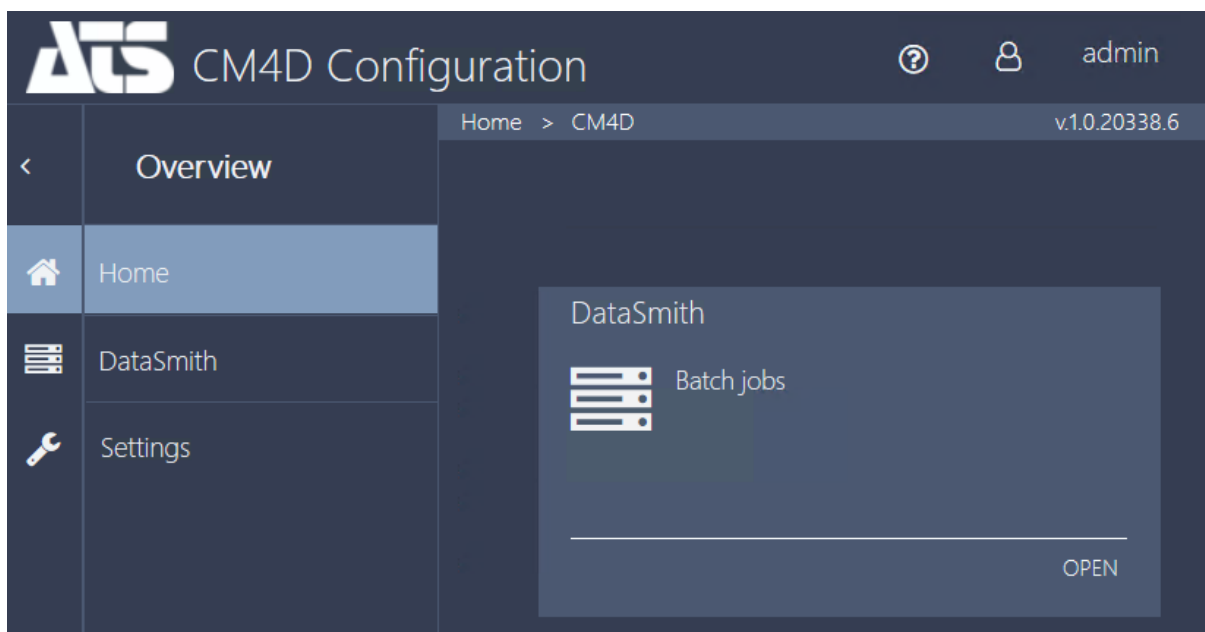 ATS CM4D Configuration ? admin
Home > CM4D v.1.0.20338.6
< Overview
Home
DataSmith
Settings
DataSmith
Batch jobs
OPEN